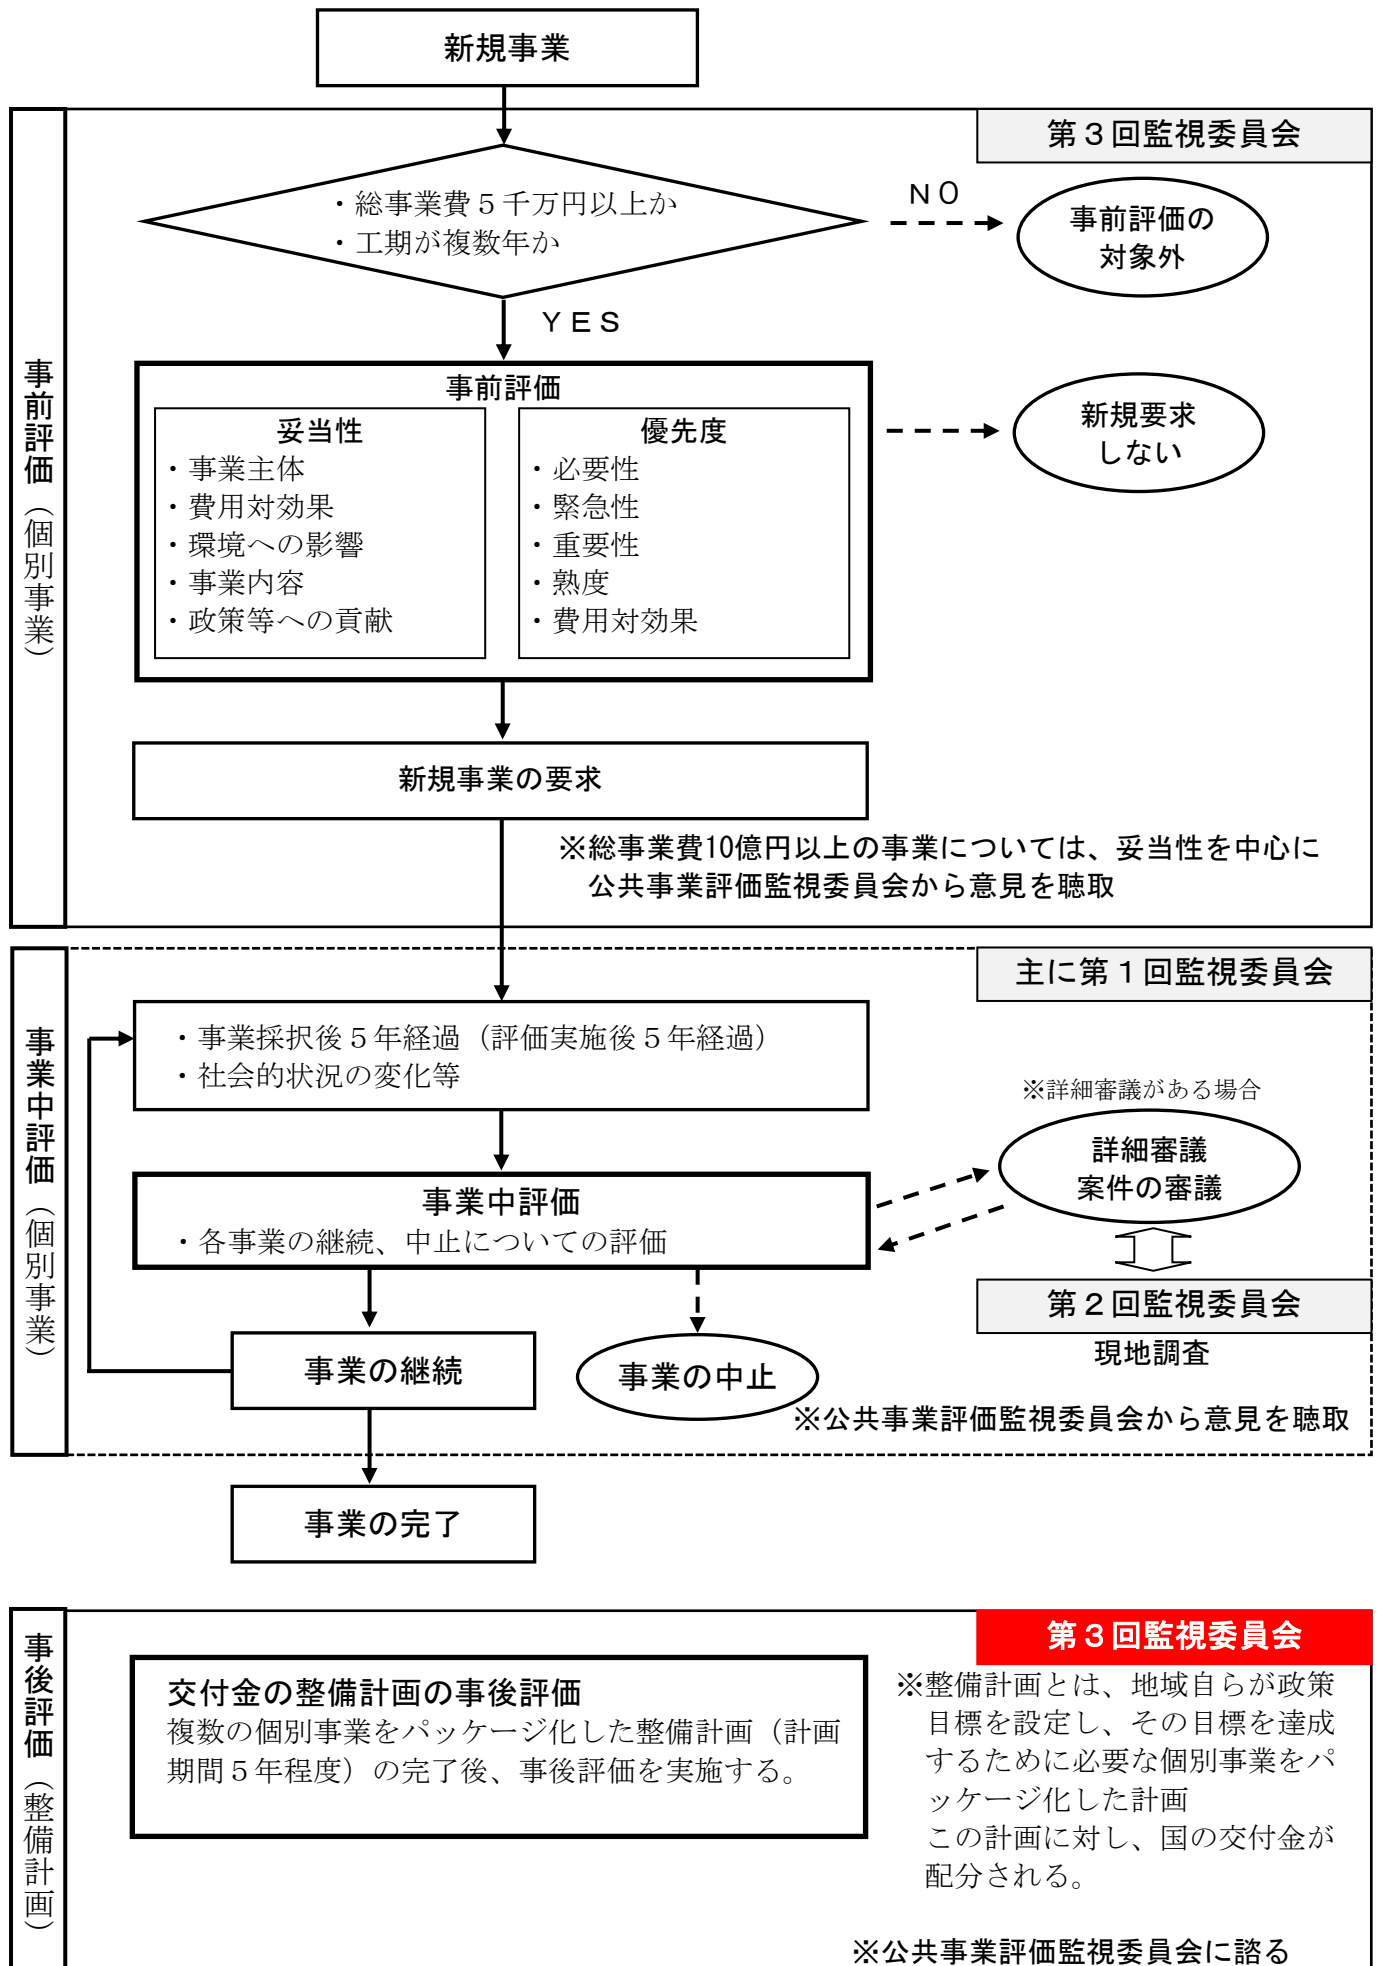 新規事業
第３回監視委員会
・総事業費５千万円以上か
・工期が複数年か
ＮＯ
事前評価の
対象外
ＹＥＳ
事前評価（個別事業）
事前評価
妥当性
・事業主体
・費用対効果
・環境への影響
・事業内容
・政策等への貢献
優先度
・必要性
・緊急性
・重要性
・熟度
・費用対効果
新規要求
しない
新規事業の要求
※総事業費10億円以上の事業については、妥当性を中心に
公共事業評価監視委員会から意見を聴取
主に第１回監視委員会
事業中評価（個別事業）
・事業採択後５年経過（評価実施後５年経過）
・社会的状況の変化等
※詳細審議がある場合
詳細審議
案件の審議
事業中評価
・各事業の継続、中止についての評価
第２回監視委員会
現地調査
事業の継続
事業の中止
※公共事業評価監視委員会から意見を聴取
事業の完了
事後評価（整備計画）
第３回監視委員会
交付金の整備計画の事後評価
複数の個別事業をパッケージ化した整備計画（計画
期間５年程度）の完了後、事後評価を実施する。
※整備計画とは、地域自らが政策
目標を設定し、その目標を達成
するために必要な個別事業をパ
ッケージ化した計画
この計画に対し、国の交付金が
配分される。
※公共事業評価監視委員会に諮る